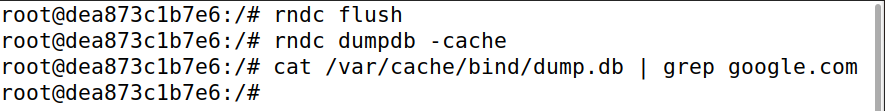 root@dea873c1b7e6:/# rndc flush
root@dea873c1b7e6:/# rndc dumpdb -cache
root@dea873c1b7e6:/# cat /var/cache/bind/dump.db | grep google.com
root@dea873c1b7e6:/#